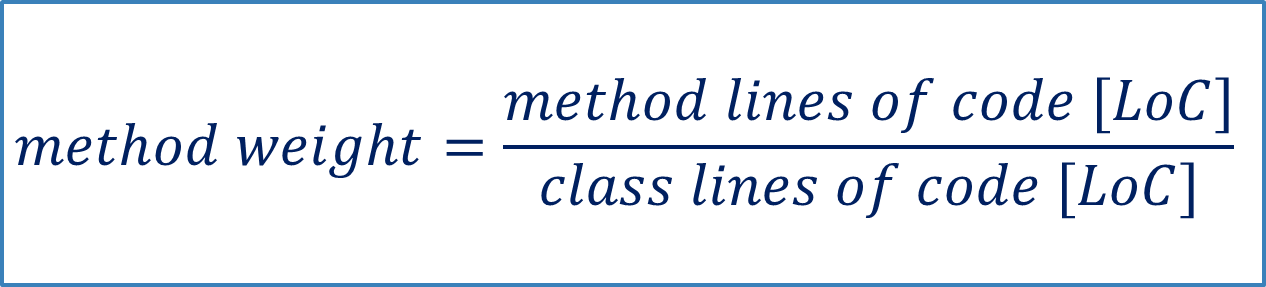 method lines of code [LoC]
method weight =
class lines of code [LoC]